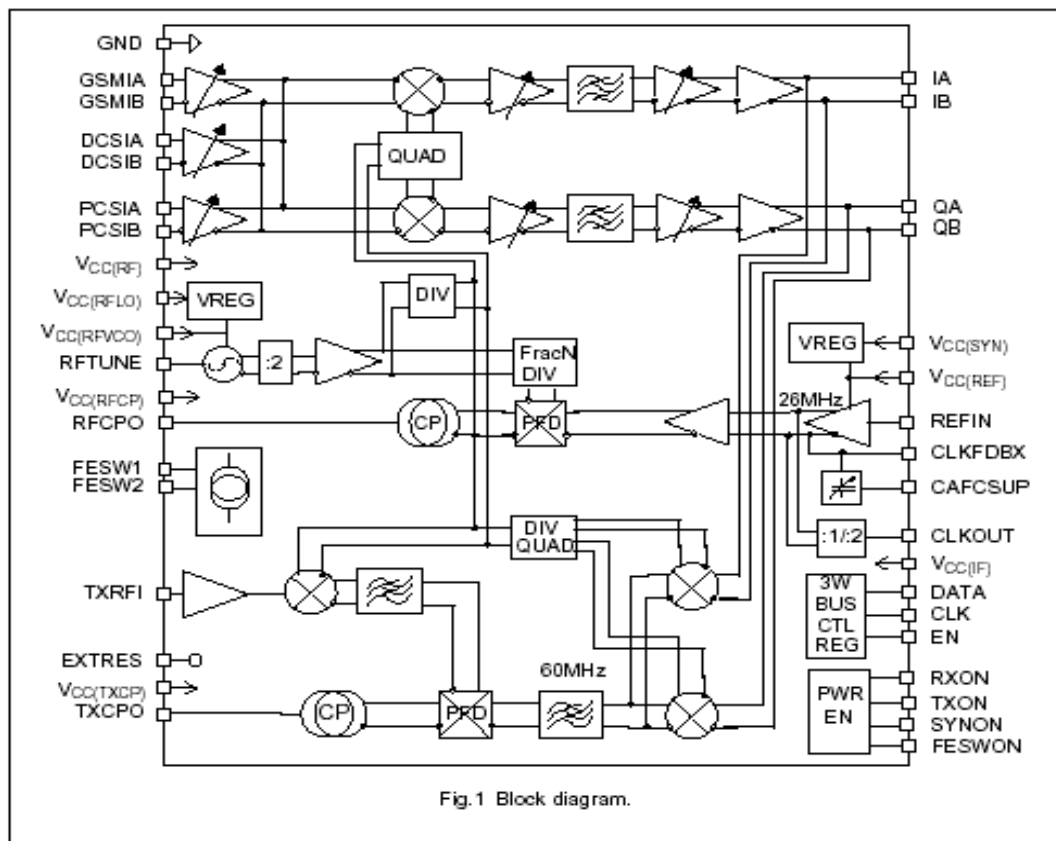 GND
GSMIA
GSMIB
DCSIA
DCSIB
PCSIA
PCSIB
VCC(RF)
VCC(RFLO)
VCC(RFVCO)
RFTUNE
VCC(RFCP)
RFCPO
FESW1
FESW2
TXRFI
EXTRES
VCC(TXCP)
TXCPO
QUAD
VREG
:2
DIV
FracN
DIV
CP
PFD
26MHz
VREG
:1/:2
DIV
QUAD
60MHz
CP
PFD
3W
BUS
CTL
REG
PWR
EN
IA
IB
QA
QB
VCC(SYN)
VCC(REF)
REFIN
CLKFDBX
CAFCSUP
CLKOUT
VCC(IF)
DATA
CLK
EN
RXON
TXON
SYNON
FESWON
Fig.1 Block diagram.